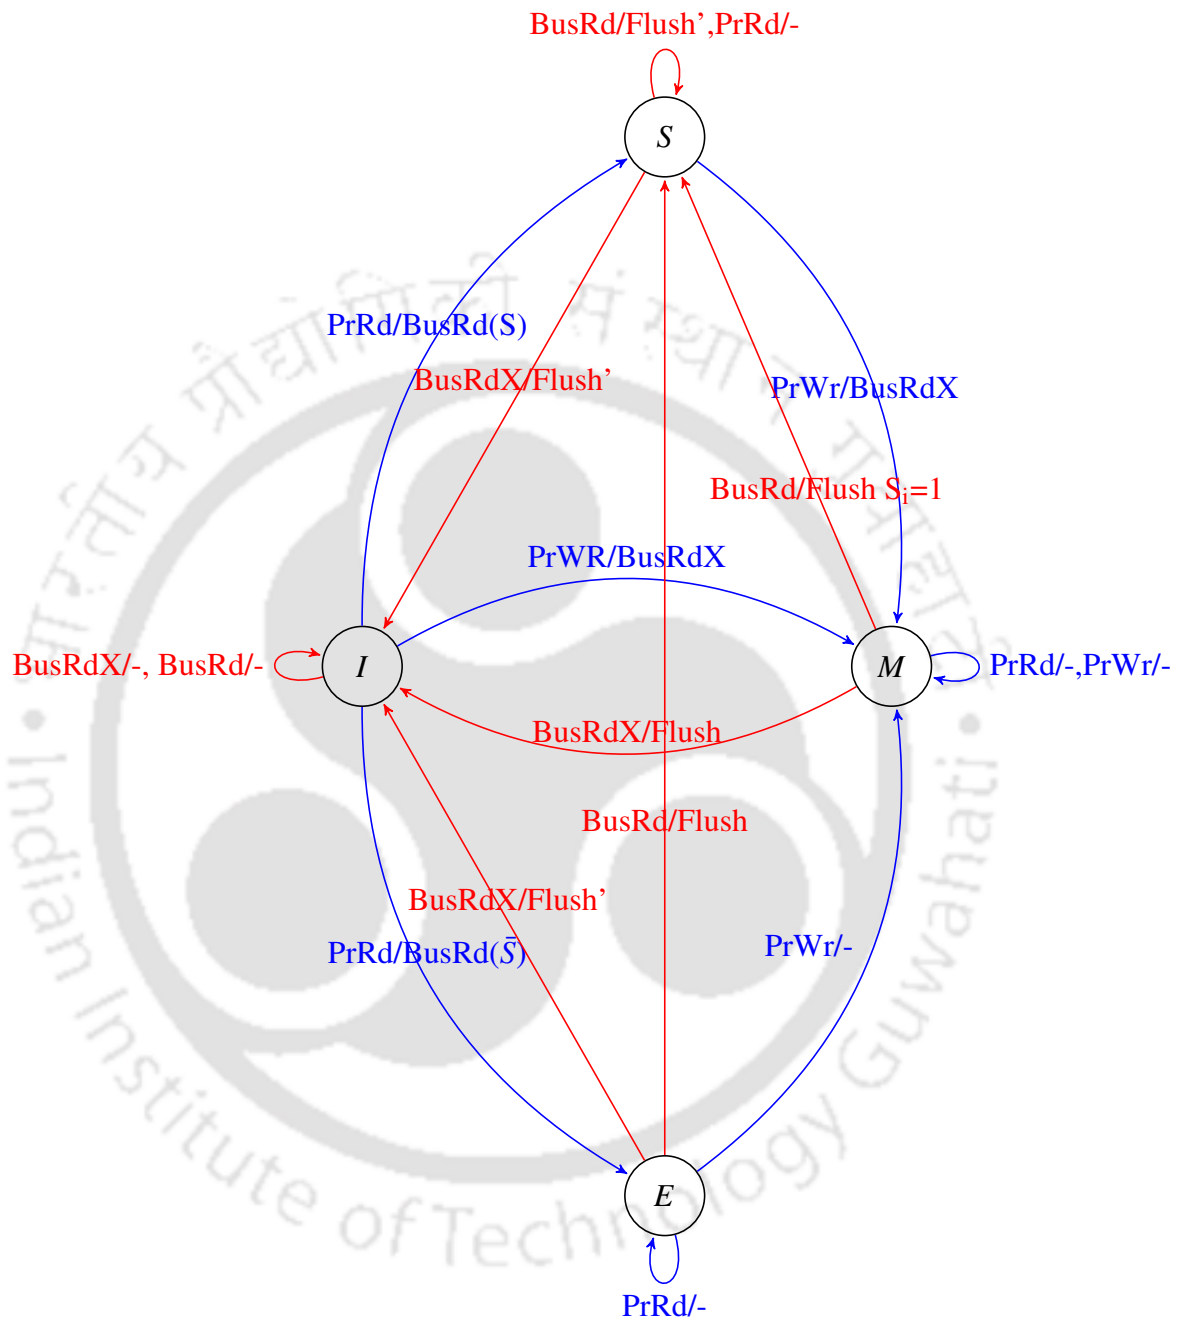 BusRd/Flush’,PrRd/-
S
PrRd/BusRd(S)
BusRdX/Flush’
PrWr/BusRdX
BusRd/Flush Sᵢ=1
PrWR/BusRdX
BusRdX/-, BusRd/-
I
M
PrRd/-,PrWr/-
BusRdX/Flush
BusRd/Flush
BusRdX/Flush’
PrRd/BusRd(S̄)
PrWr/-
E
PrRd/-
Indian Institute of Technology Guwahati